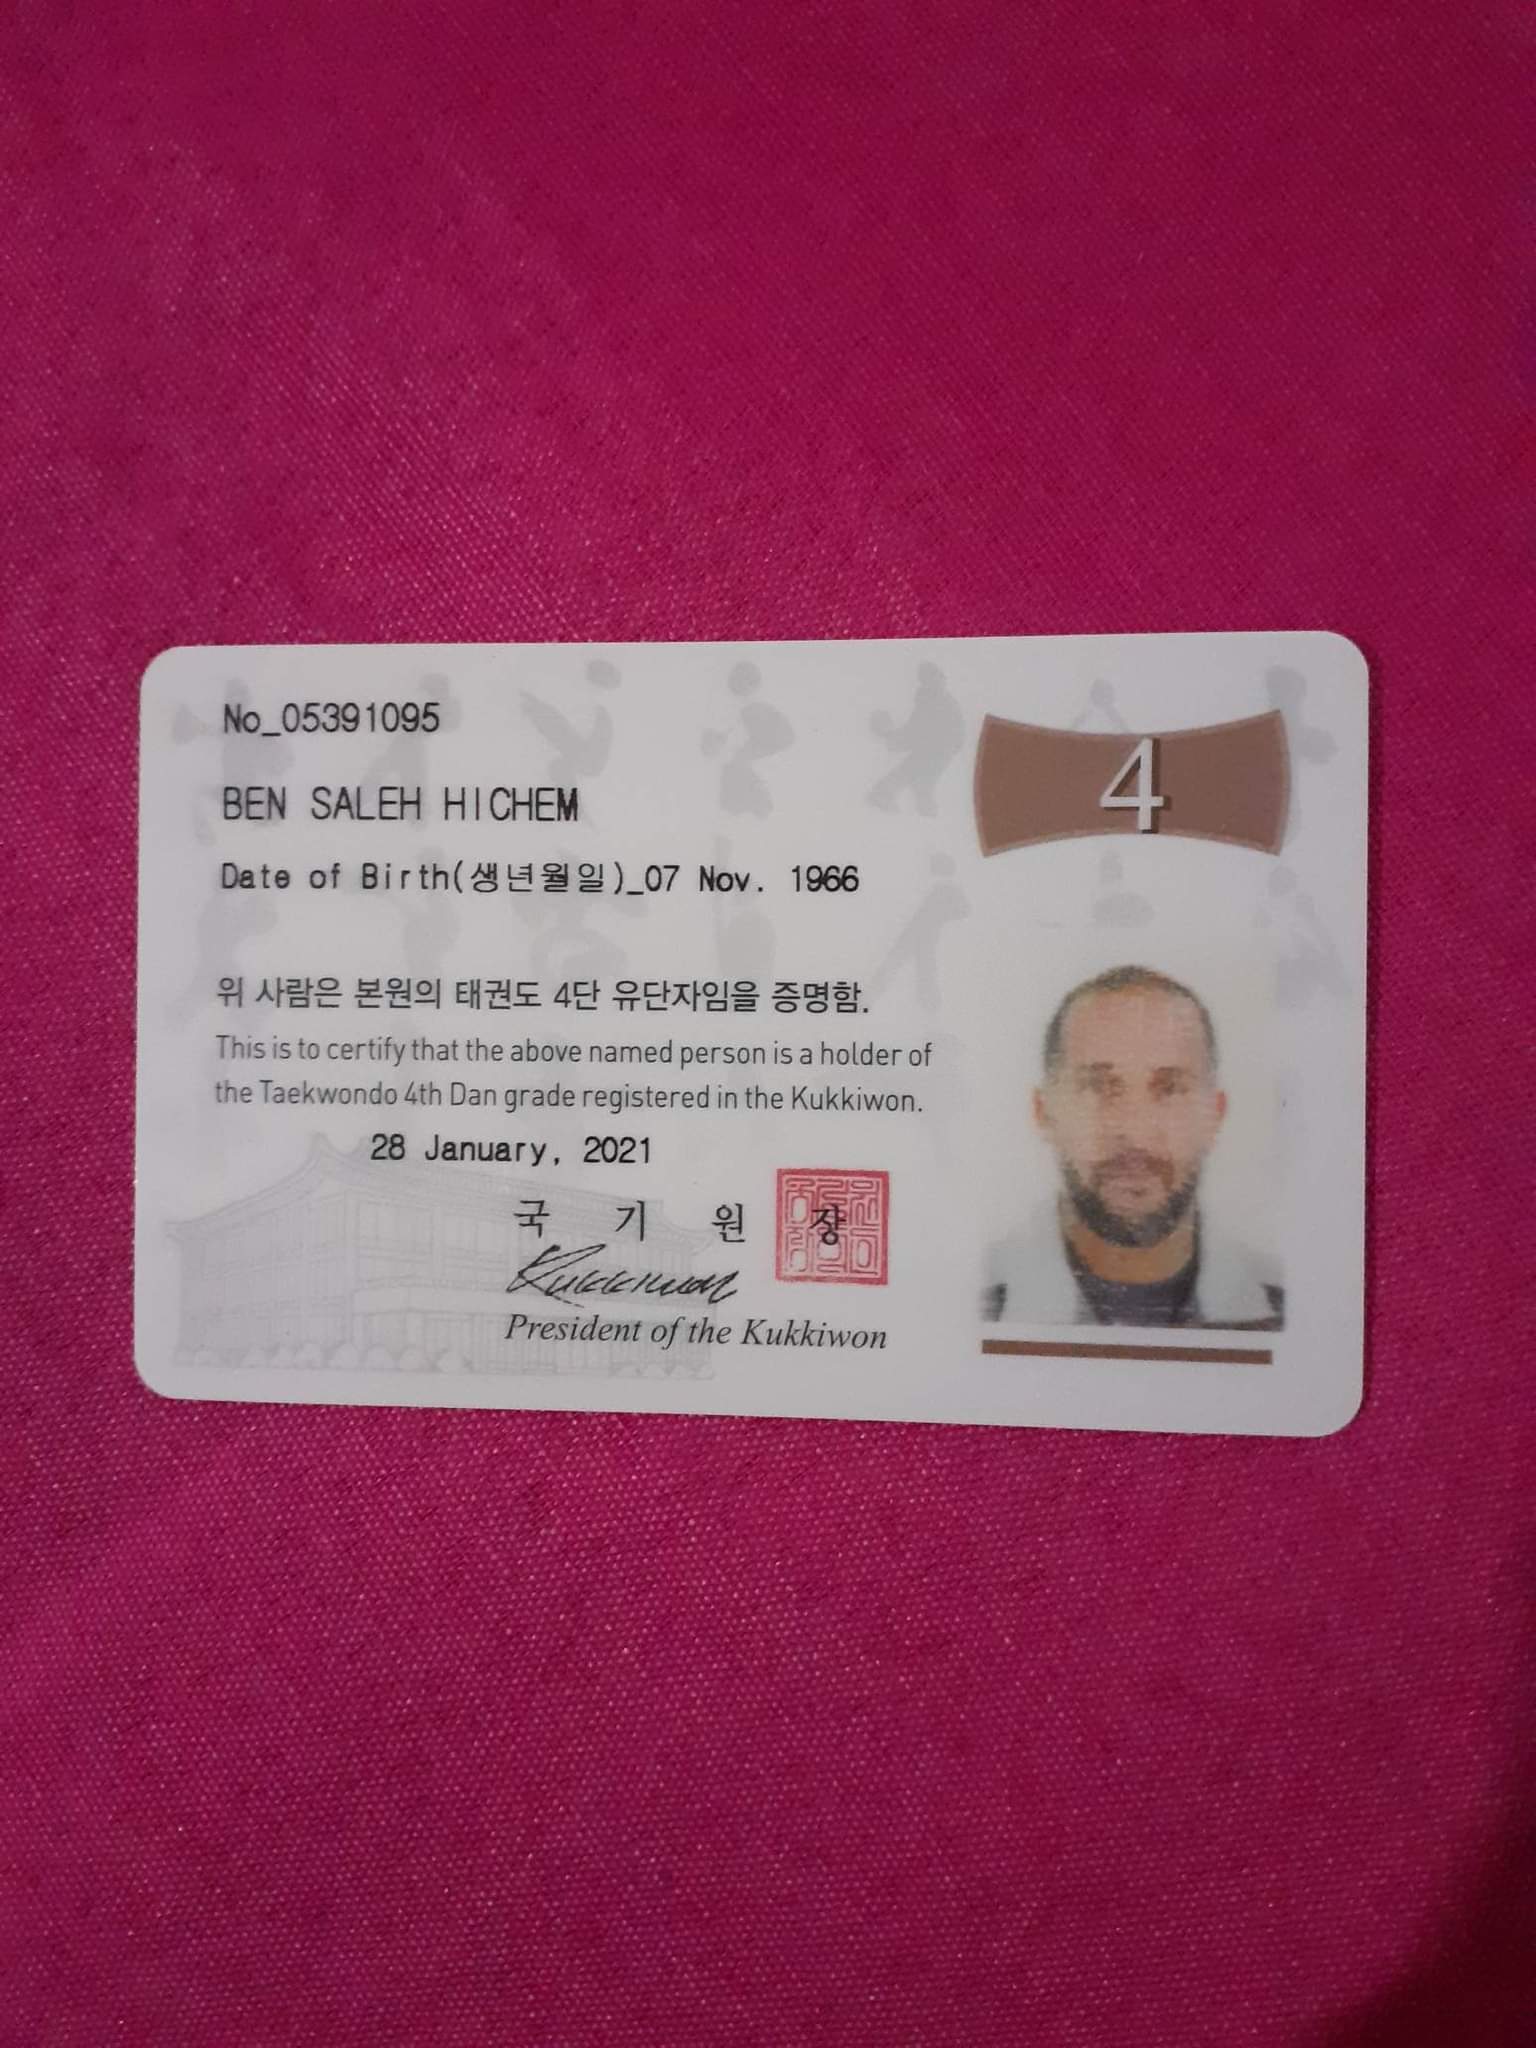 No_05391095
4
BEN SALEH HICHEM
Date of Birth(생년월일)_07 Nov. 1966
위 사람은 본원의 태권도 4단 유단자임을 증명함.
This is to certify that the above named person is a holder of
the Taekwondo 4th Dan grade registered in the Kukkiwon.
28 January, 2021
국 기 원 장
Kukkiwon
President of the Kukkiwon